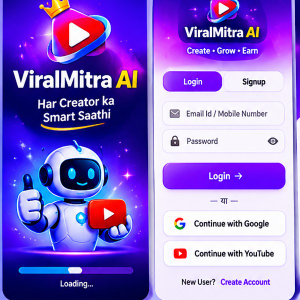 ViralMitra AI
Har Creator ka
Smart Saathi
Loading...
ViralMitra AI
Create • Grow • Earn
Login
Signup
Email Id / Mobile Number
Password
Login →
— या —
G Continue with Google
Continue with YouTube
New User? Create Account